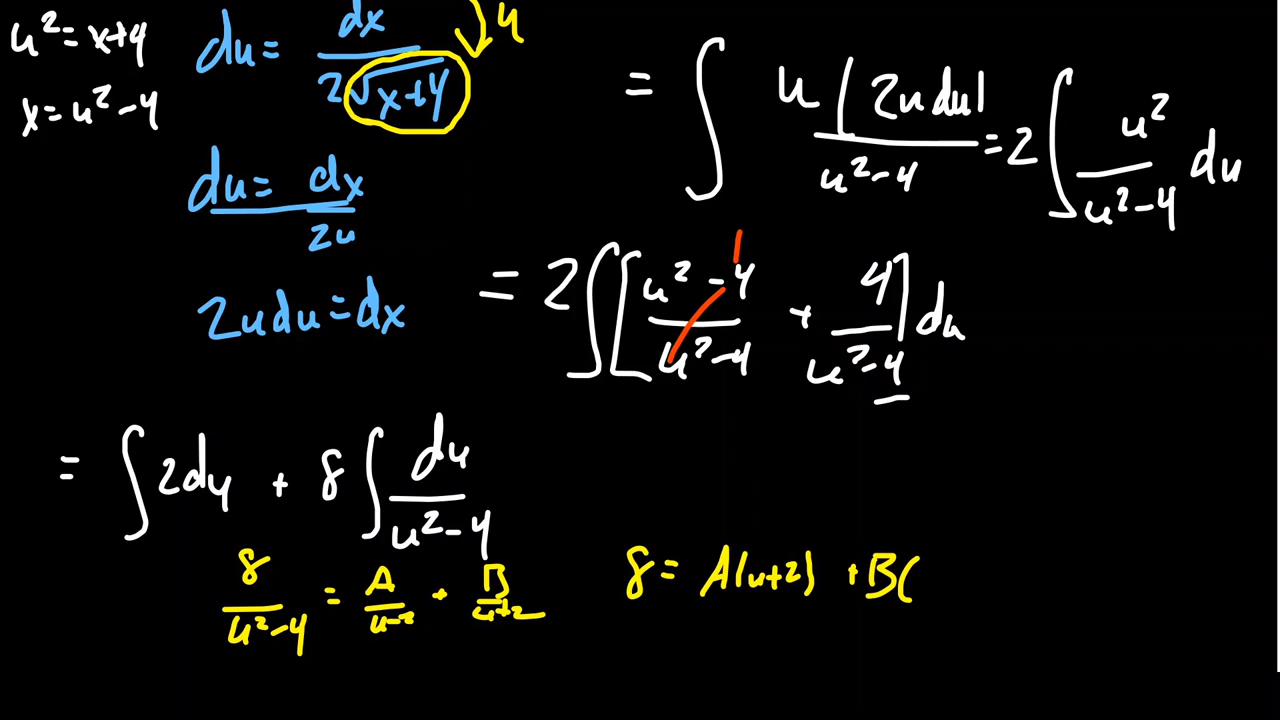 u² = x+4
x = u² - 4
du = dx / 2√(x+4)
u
du = dx / 2u
2u du = dx
= ∫ u (2u du) / u² - 4 = 2 ∫ u² / u² - 4 du
= 2 ∫ [ u² - 4 / u² - 4 + 4 / u² - 4 ] du
1
= ∫ 2 du + 8 ∫ du / u² - 4
8 / u² - 4 = A / u - 2 + B / u + 2
8 = A(u+2) + B(